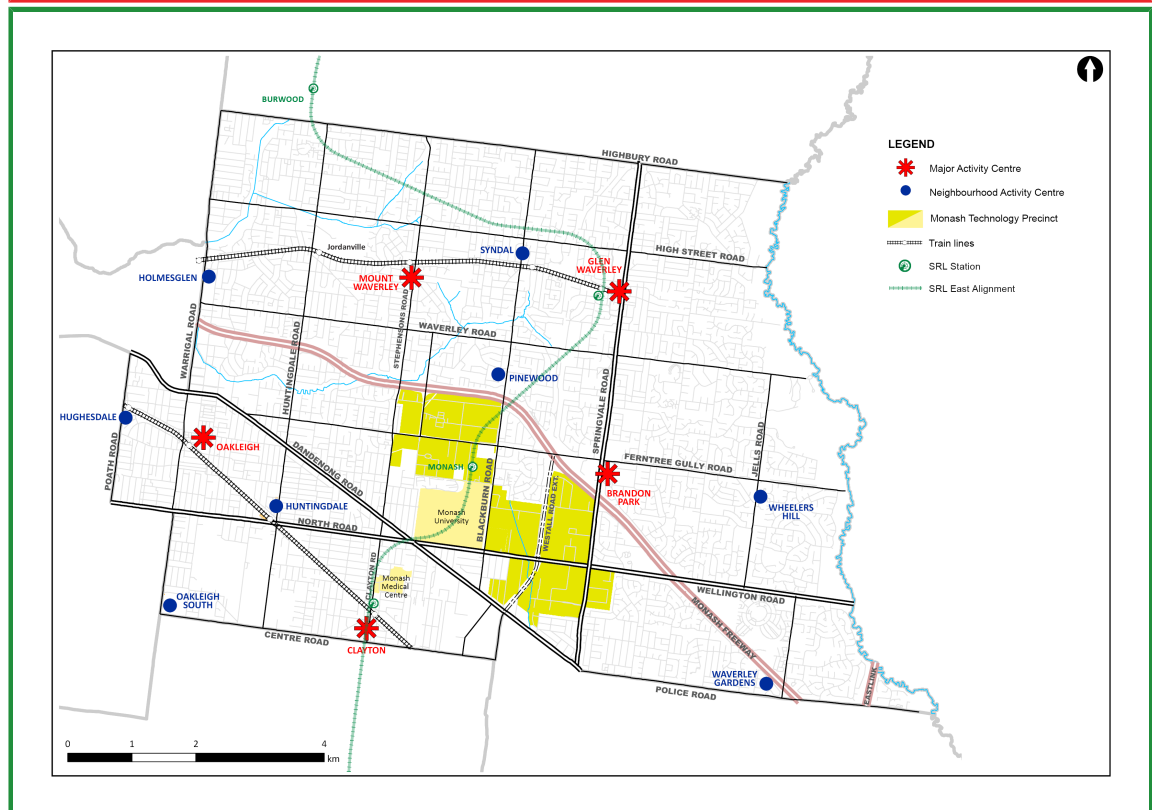 BURWOOD
HIGHBURY ROAD
LEGEND
Major Activity Centre
Neighbourhood Activity Centre
Monash Technology Precinct
Train lines
SRL Station
SRL East Alignment
Jordanville
SYNDAL
HIGH STREET ROAD
GLEN
WAVERLEY
HOLMESGLEN
MOUNT
WAVERLEY
WARRIGAL ROAD
HUNTINGDALE ROAD
STEPHENSONS ROAD
WAVERLEY ROAD
PINEWOOD
SPRINGVALE ROAD
HUGHESDALE
POATH ROAD
OAKLEIGH
DANDENONG ROAD
MONASH
BLACKBURN ROAD
FERNTREE GULLY ROAD
JELLS ROAD
BRANDON
PARK
WHEELERS
HILL
HUNTINGDALE
NORTH ROAD
Monash
University
WESTALL ROAD EXT.
CLAYTON RD
Monash
Medical
Centre
OAKLEIGH
SOUTH
WELLINGTON ROAD
MONASH FREEWAY
CENTRE ROAD
CLAYTON
WAVERLEY
GARDENS
POLICE ROAD
EASTLINK
0 1 2 4
km